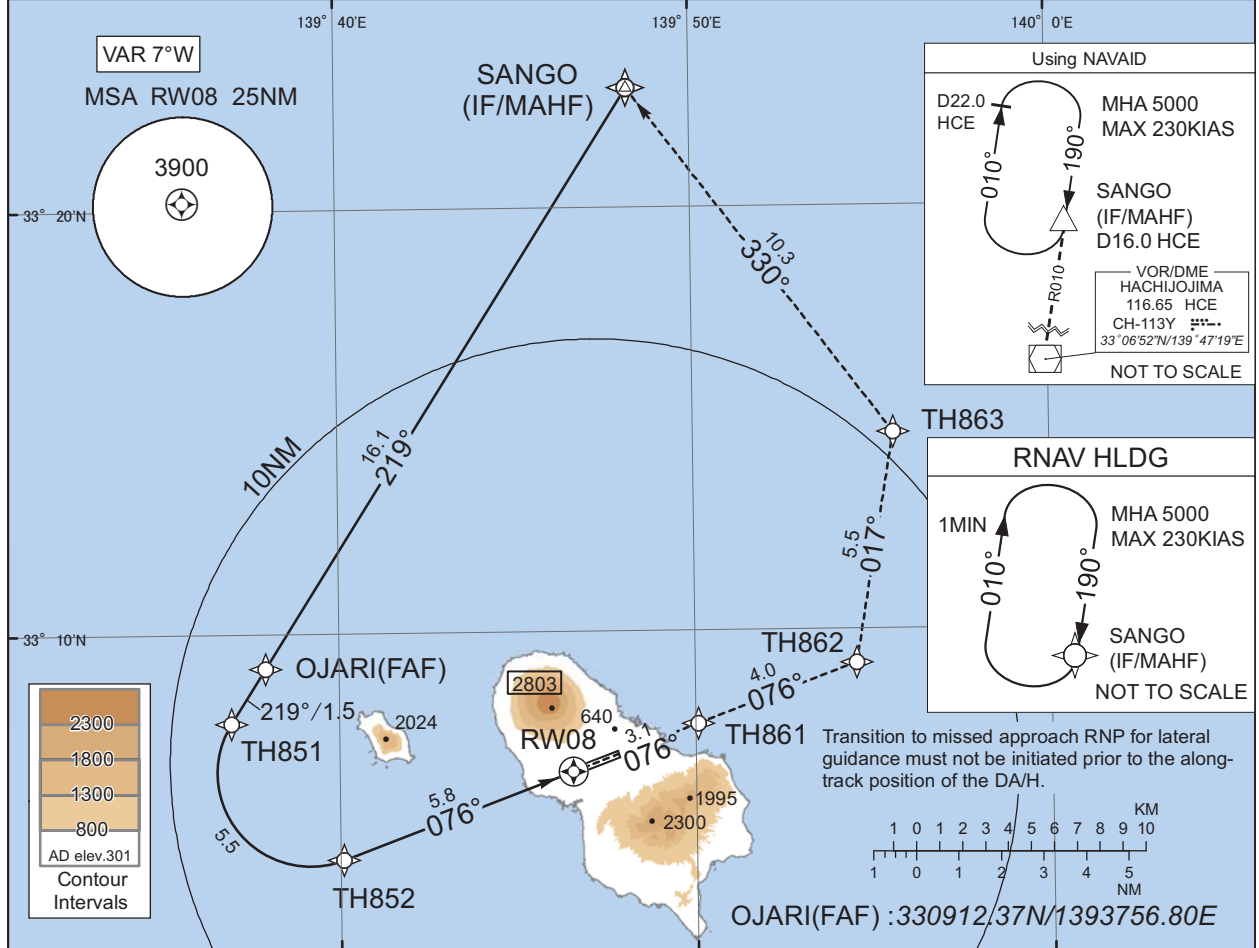 139° 40'E
139° 50'E
140° 0'E
VAR 7°W
MSA RW08 25NM
3900
SANGO
(IF/MAHF)
33° 20'N
10.3
330°
16.1
219°
10NM
TH863
5.5
017°
33° 10'N
OJARI(FAF)
219°/1.5
TH851
2024
2803
640
RW08
3.1
076°
TH862
4.0
076°
TH861
1995
2300
5.8
076°
5.5
TH852
2300
1800
1300
800
AD elev.301
Contour
Intervals
Using NAVAID
D22.0
HCE
MHA 5000
MAX 230KIAS
010°
190°
SANGO
(IF/MAHF)
D16.0 HCE
R010
VOR/DME
HACHIJOJIMA
116.65 HCE
CH-113Y
33°06'52"N/139°47'19"E
NOT TO SCALE
RNAV HLDG
1MIN
MHA 5000
MAX 230KIAS
010°
190°
SANGO
(IF/MAHF)
NOT TO SCALE
Transition to missed approach RNP for lateral
guidance must not be initiated prior to the along-
track position of the DA/H.
KM
1 0 1 2 3 4 5 6 7 8 9 10
1 0 1 2 3 4 5
NM
OJARI(FAF) :330912.37N/1393756.80E